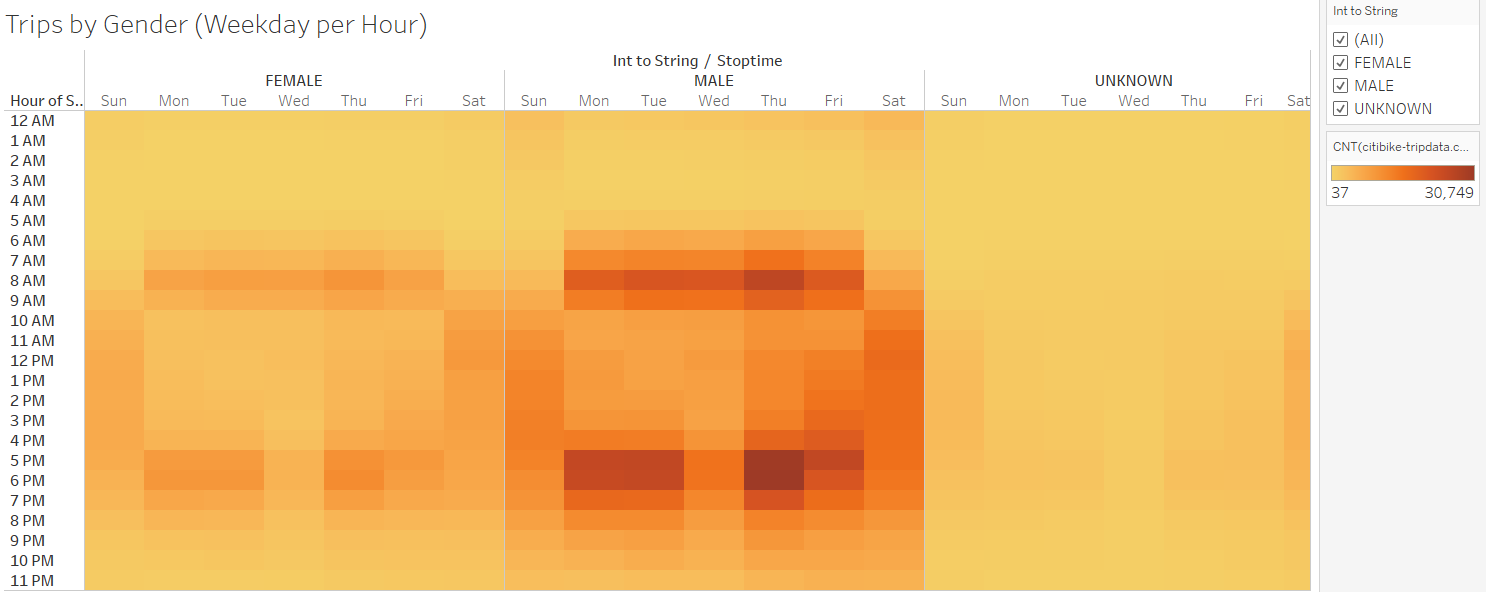 Trips by Gender (Weekday per Hour)
Int to String / Stoptime
FEMALE MALE UNKNOWN
Hour of S.. Sun Mon Tue Wed Thu Fri Sat Sun Mon Tue Wed Thu Fri Sat Sun Mon Tue Wed Thu Fri Sat
12 AM
1 AM
2 AM
3 AM
4 AM
5 AM
6 AM
7 AM
8 AM
9 AM
10 AM
11 AM
12 PM
1 PM
2 PM
3 PM
4 PM
5 PM
6 PM
7 PM
8 PM
9 PM
10 PM
11 PM
Int to String
(All)
FEMALE
MALE
UNKNOWN
CNT(citibike-tripdata.c...
37 30,749